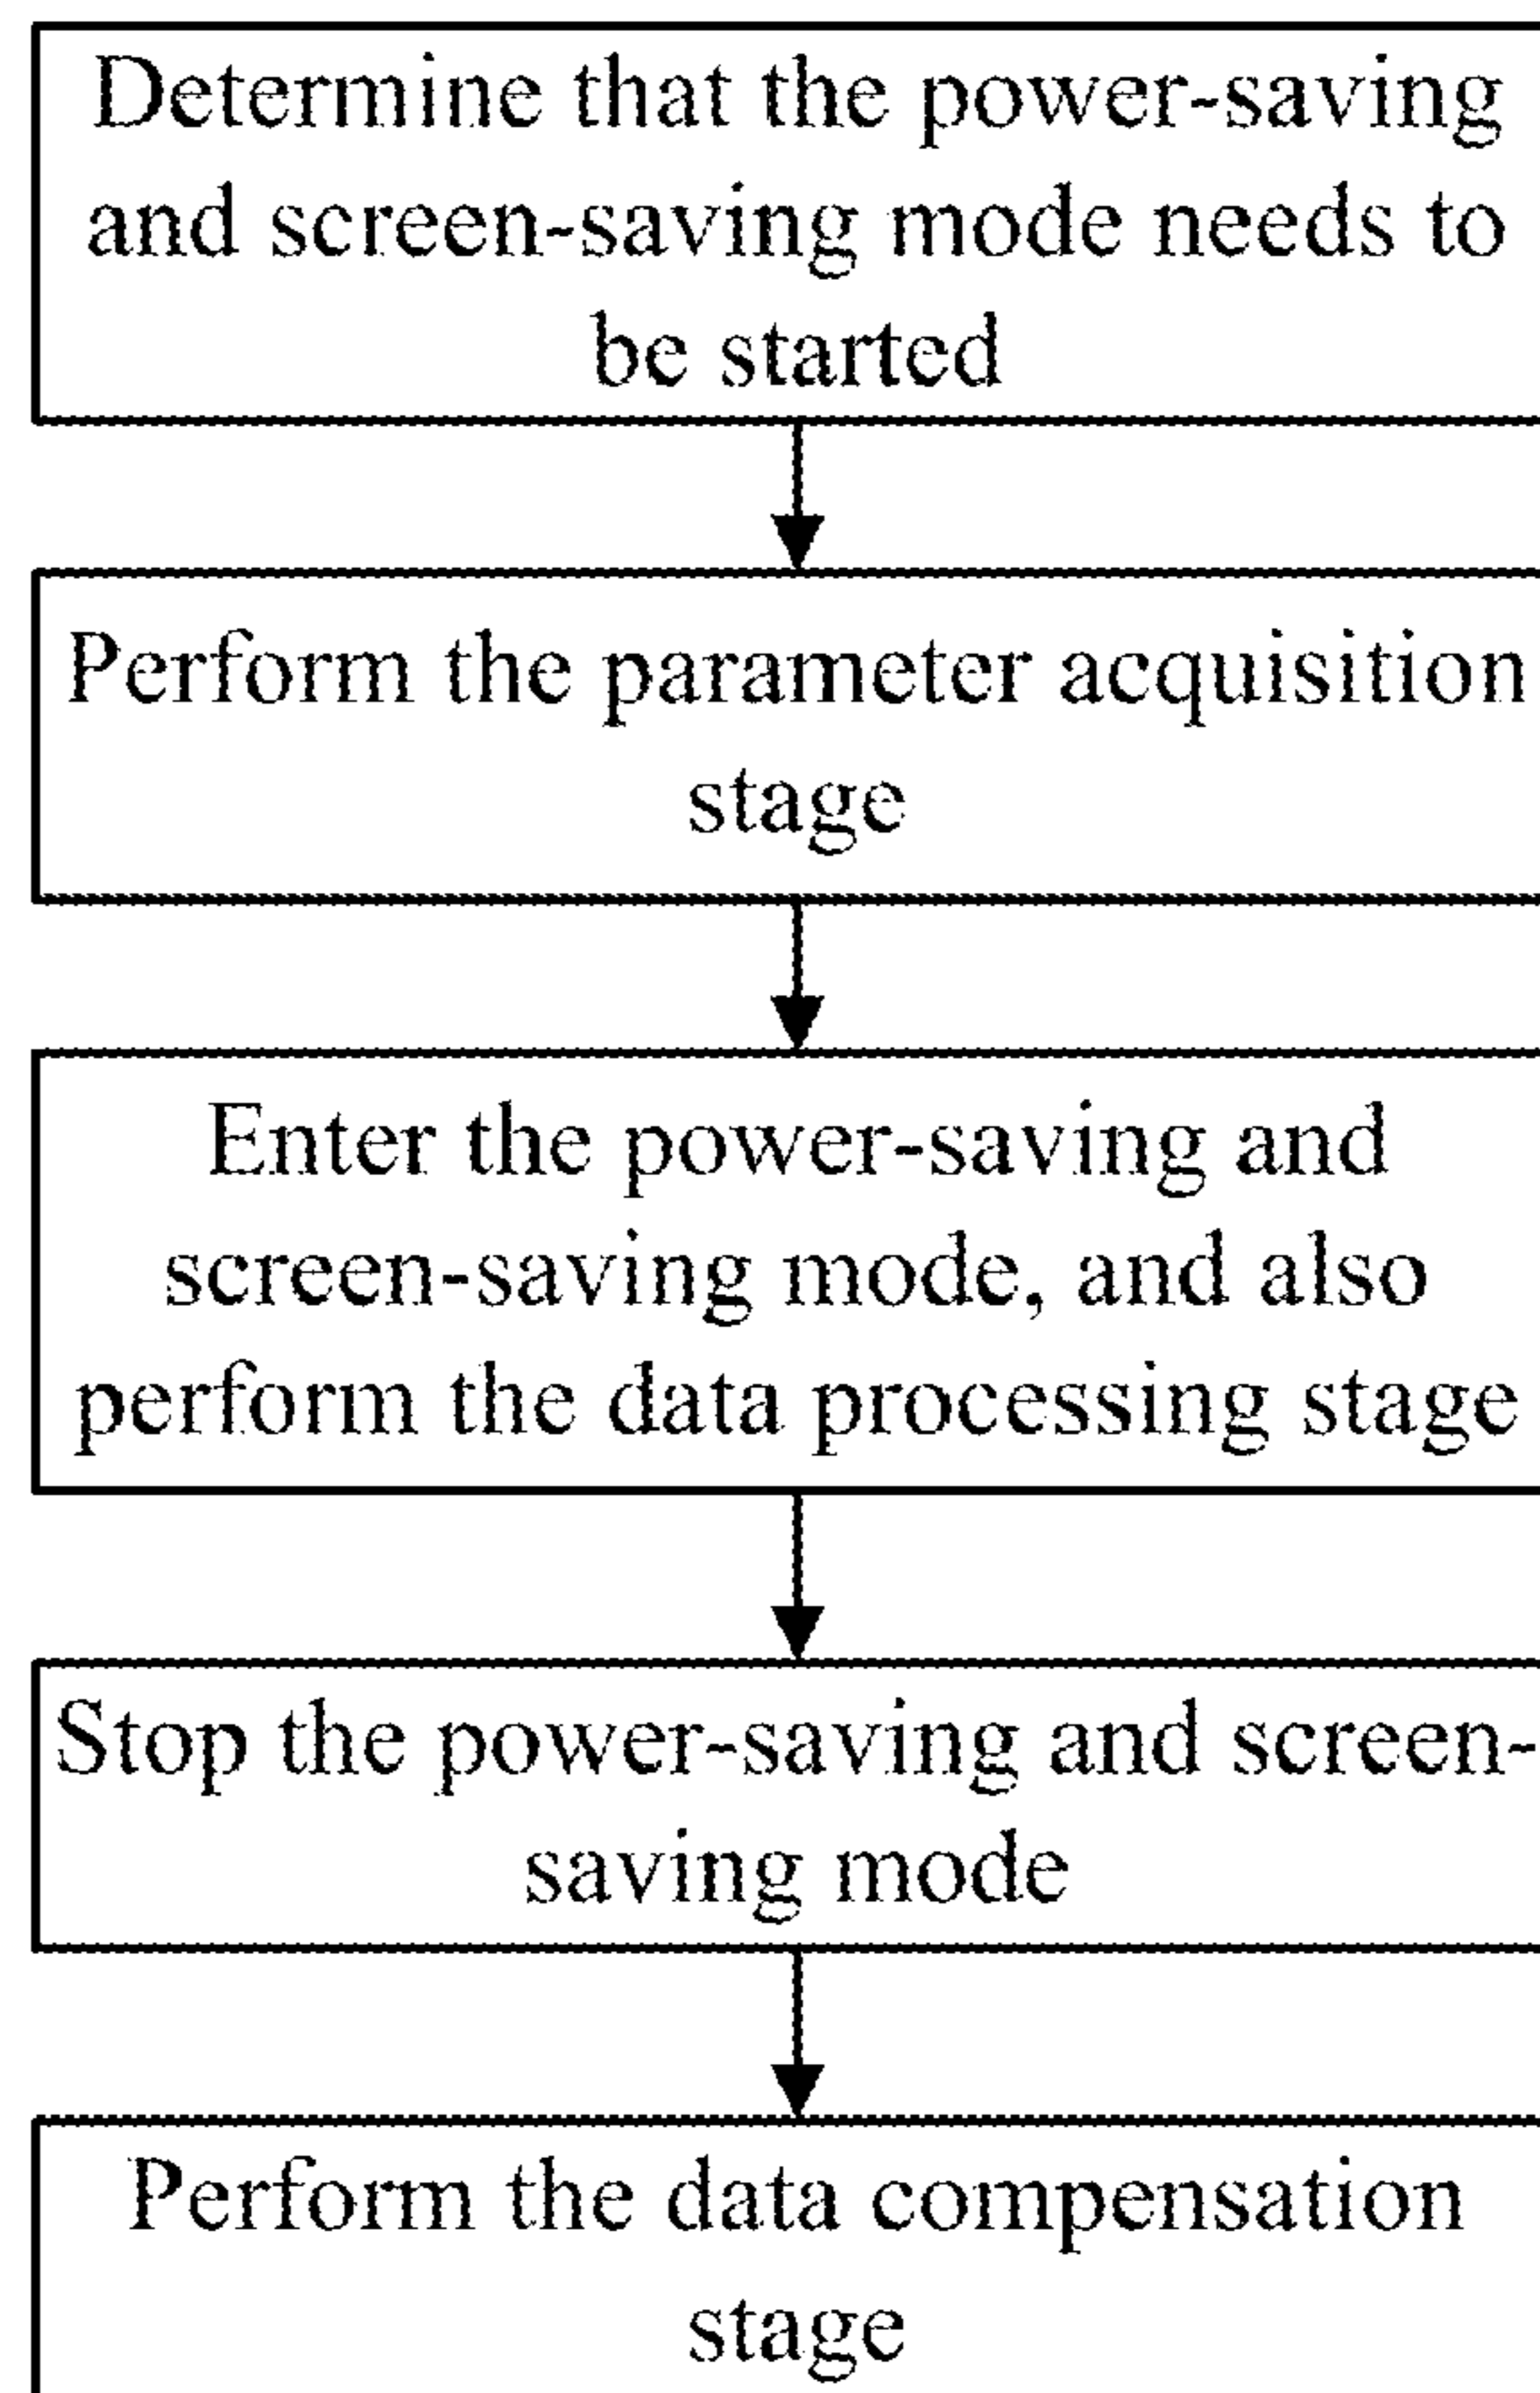 Determine that the power-saving
and screen-saving mode needs to
be started
Perform the parameter acquisition
stage
Enter the power-saving and
screen-saving mode, and also
perform the data processing stage
Stop the power-saving and screen-
saving mode
Perform the data compensation
stage